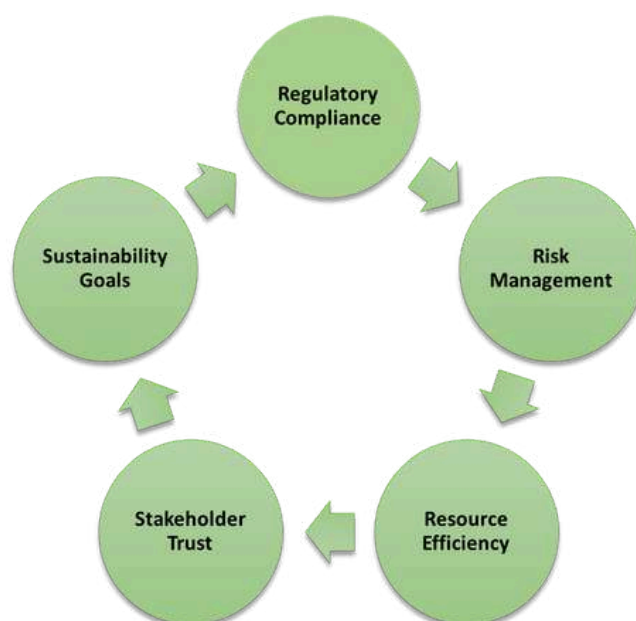 Regulatory
Compliance
Risk
Management
Resource
Efficiency
Stakeholder
Trust
Sustainability
Goals